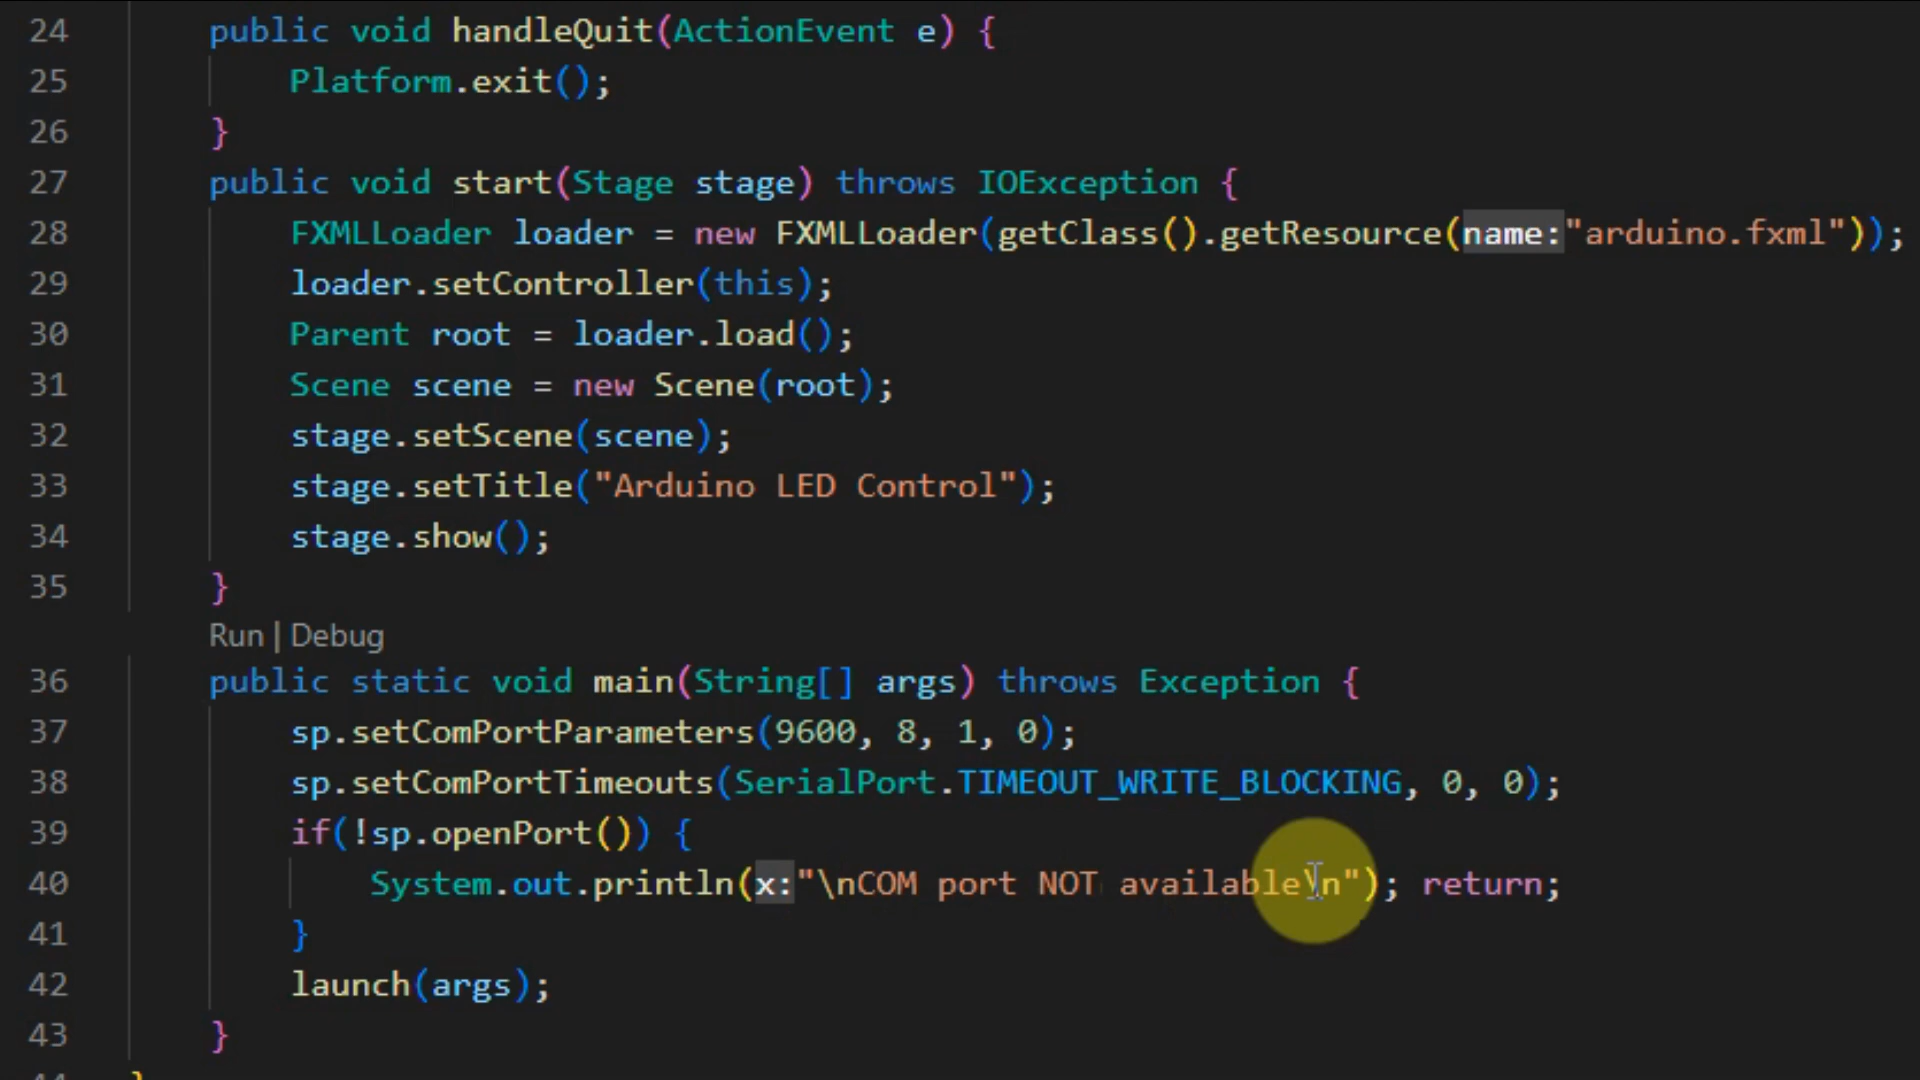 24 public void handleQuit(ActionEvent e) {
25 Platform.exit();
26 }
27 public void start(Stage stage) throws IOException {
28 FXMLLoader loader = new FXMLLoader(getClass().getResource(name:"arduino.fxml"));
29 loader.setController(this);
30 Parent root = loader.load();
31 Scene scene = new Scene(root);
32 stage.setScene(scene);
33 stage.setTitle("Arduino LED Control");
34 stage.show();
35 }
Run | Debug
36 public static void main(String[] args) throws Exception {
37 sp.setComPortParameters(9600, 8, 1, 0);
38 sp.setComPortTimeouts(SerialPort.TIMEOUT_WRITE_BLOCKING, 0, 0);
39 if(!sp.openPort()) {
40 System.out.println(x:"\nCOM port NOT available\n"); return;
41 }
42 launch(args);
43 }
44 }